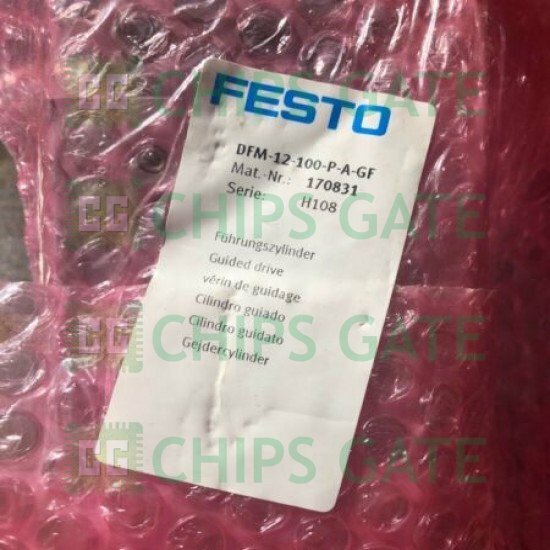 CHIPS GATE
FESTO
DFM-12-100-P-A-GF
Mat.-Nr.: 170831
Serie: H108
CHIPS GATE
Führungszylinder
Guided drive
vérin de guidage
Cilindro guiado
Cilindro guidato
Gejdercylinder
CHIPS GATE
CHIPS GATE